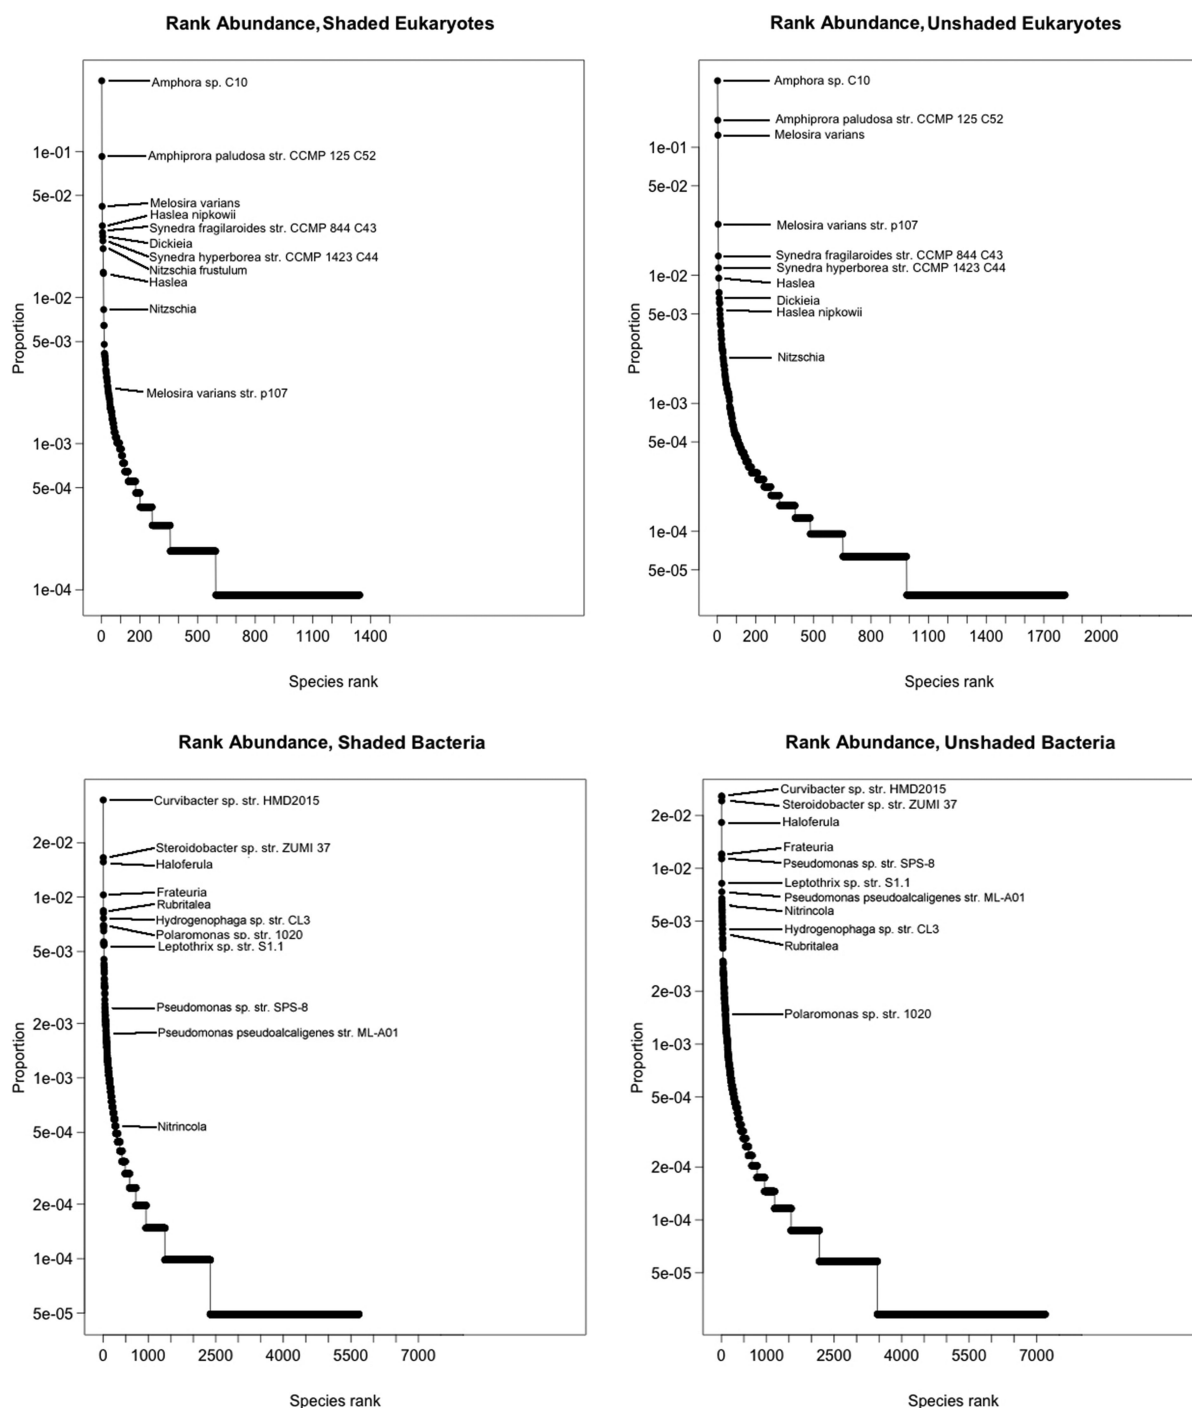 Rank Abundance, Shaded Eukaryotes
Amphora sp. C10
Amphiprora paludosa str. CCMP 125 C52
Melosira varians
Haslea nipkowii
Synedra fragilaroides str. CCMP 844 C43
Dickieia
Synedra hyperborea str. CCMP 1423 C44
Nitzschia frustulum
Haslea
Nitzschia
Melosira varians str. p107
1e-01
5e-02
1e-02
5e-03
1e-03
5e-04
1e-04
Proportion
0 200 500 800 1100 1400
Species rank
Rank Abundance, Unshaded Eukaryotes
Amphora sp. C10
Amphiprora paludosa str. CCMP 125 C52
Melosira varians
Melosira varians str. p107
Synedra fragilaroides str. CCMP 844 C43
Synedra hyperborea str. CCMP 1423 C44
Haslea
Dickieia
Haslea nipkowii
Nitzschia
1e-01
5e-02
1e-02
5e-03
1e-03
5e-04
1e-04
5e-05
Proportion
0 200 500 800 1100 1400 1700 2000
Species rank
Rank Abundance, Shaded Bacteria
Curvibacter sp. str. HMD2015
Steroidobacter sp. str. ZUMI 37
Haloferula
Frateuria
Rubritalea
Hydrogenophaga sp. str. CL3
Polaromonas sp. str. 1020
Leptothrix sp. str. S1.1
Pseudomonas sp. str. SPS-8
Pseudomonas pseudoalcaligenes str. ML-A01
Nitrincola
2e-02
1e-02
5e-03
2e-03
1e-03
5e-04
2e-04
1e-04
5e-05
Proportion
0 1000 2500 4000 5500 7000
Species rank
Rank Abundance, Unshaded Bacteria
Curvibacter sp. str. HMD2015
Steroidobacter sp. str. ZUMI 37
Haloferula
Frateuria
Pseudomonas sp. str. SPS-8
Leptothrix sp. str. S1.1
Pseudomonas pseudoalcaligenes str. ML-A01
Nitrincola
Hydrogenophaga sp. str. CL3
Rubritalea
Polaromonas sp. str. 1020
2e-02
1e-02
5e-03
2e-03
1e-03
5e-04
2e-04
1e-04
5e-05
Proportion
0 1000 2500 4000 5500 7000
Species rank